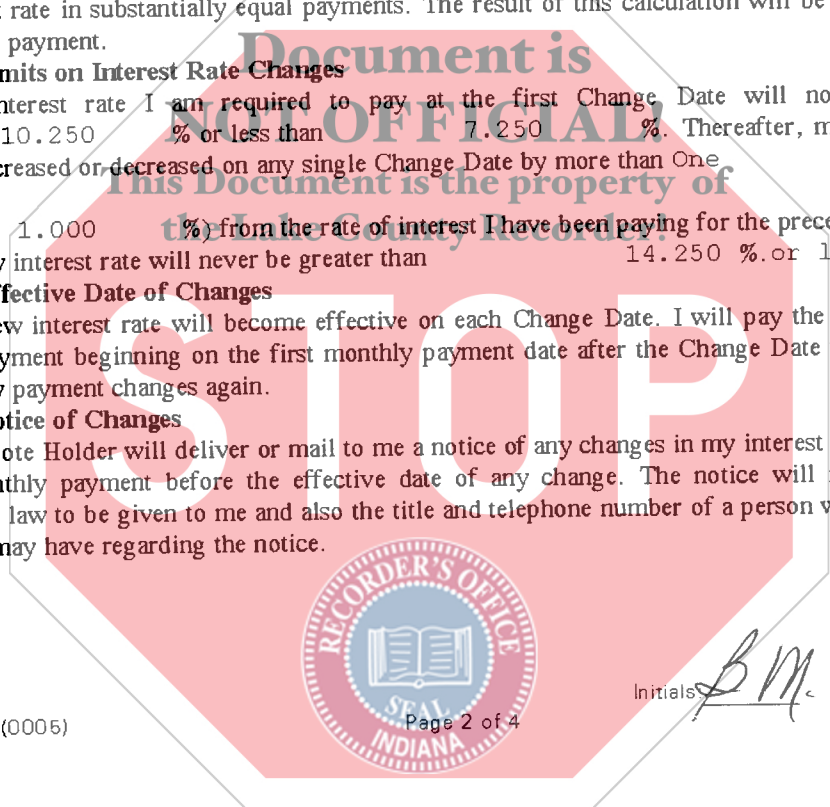 rate in substantially equal payments. The result of this calculation will be
payment.
Document is
mits on Interest Rate Changes
nterest rate I am required to pay at the first Change Date will no
NOT OFFICIAL!
10.250 % or less than 7.250 %. Thereafter, m
creased or decreased on any single Change Date by more than One
This Document is the property of
the Lake County Recorder!
1.000 %) from the rate of interest I have been paying for the prece
y interest rate will never be greater than 14.250 %.or l
ffective Date of Changes
ew interest rate will become effective on each Change Date. I will pay the
yment beginning on the first monthly payment date after the Change Date
y payment changes again.
STOP
otice of Changes
ote Holder will deliver or mail to me a notice of any changes in my interest
nthly payment before the effective date of any change. The notice will
law to be given to me and also the title and telephone number of a person w
may have regarding the notice.
RECORDER'S OFFICE
SEAL
INDIANA
Initials: B M.
(0005)
Page 2 of 4